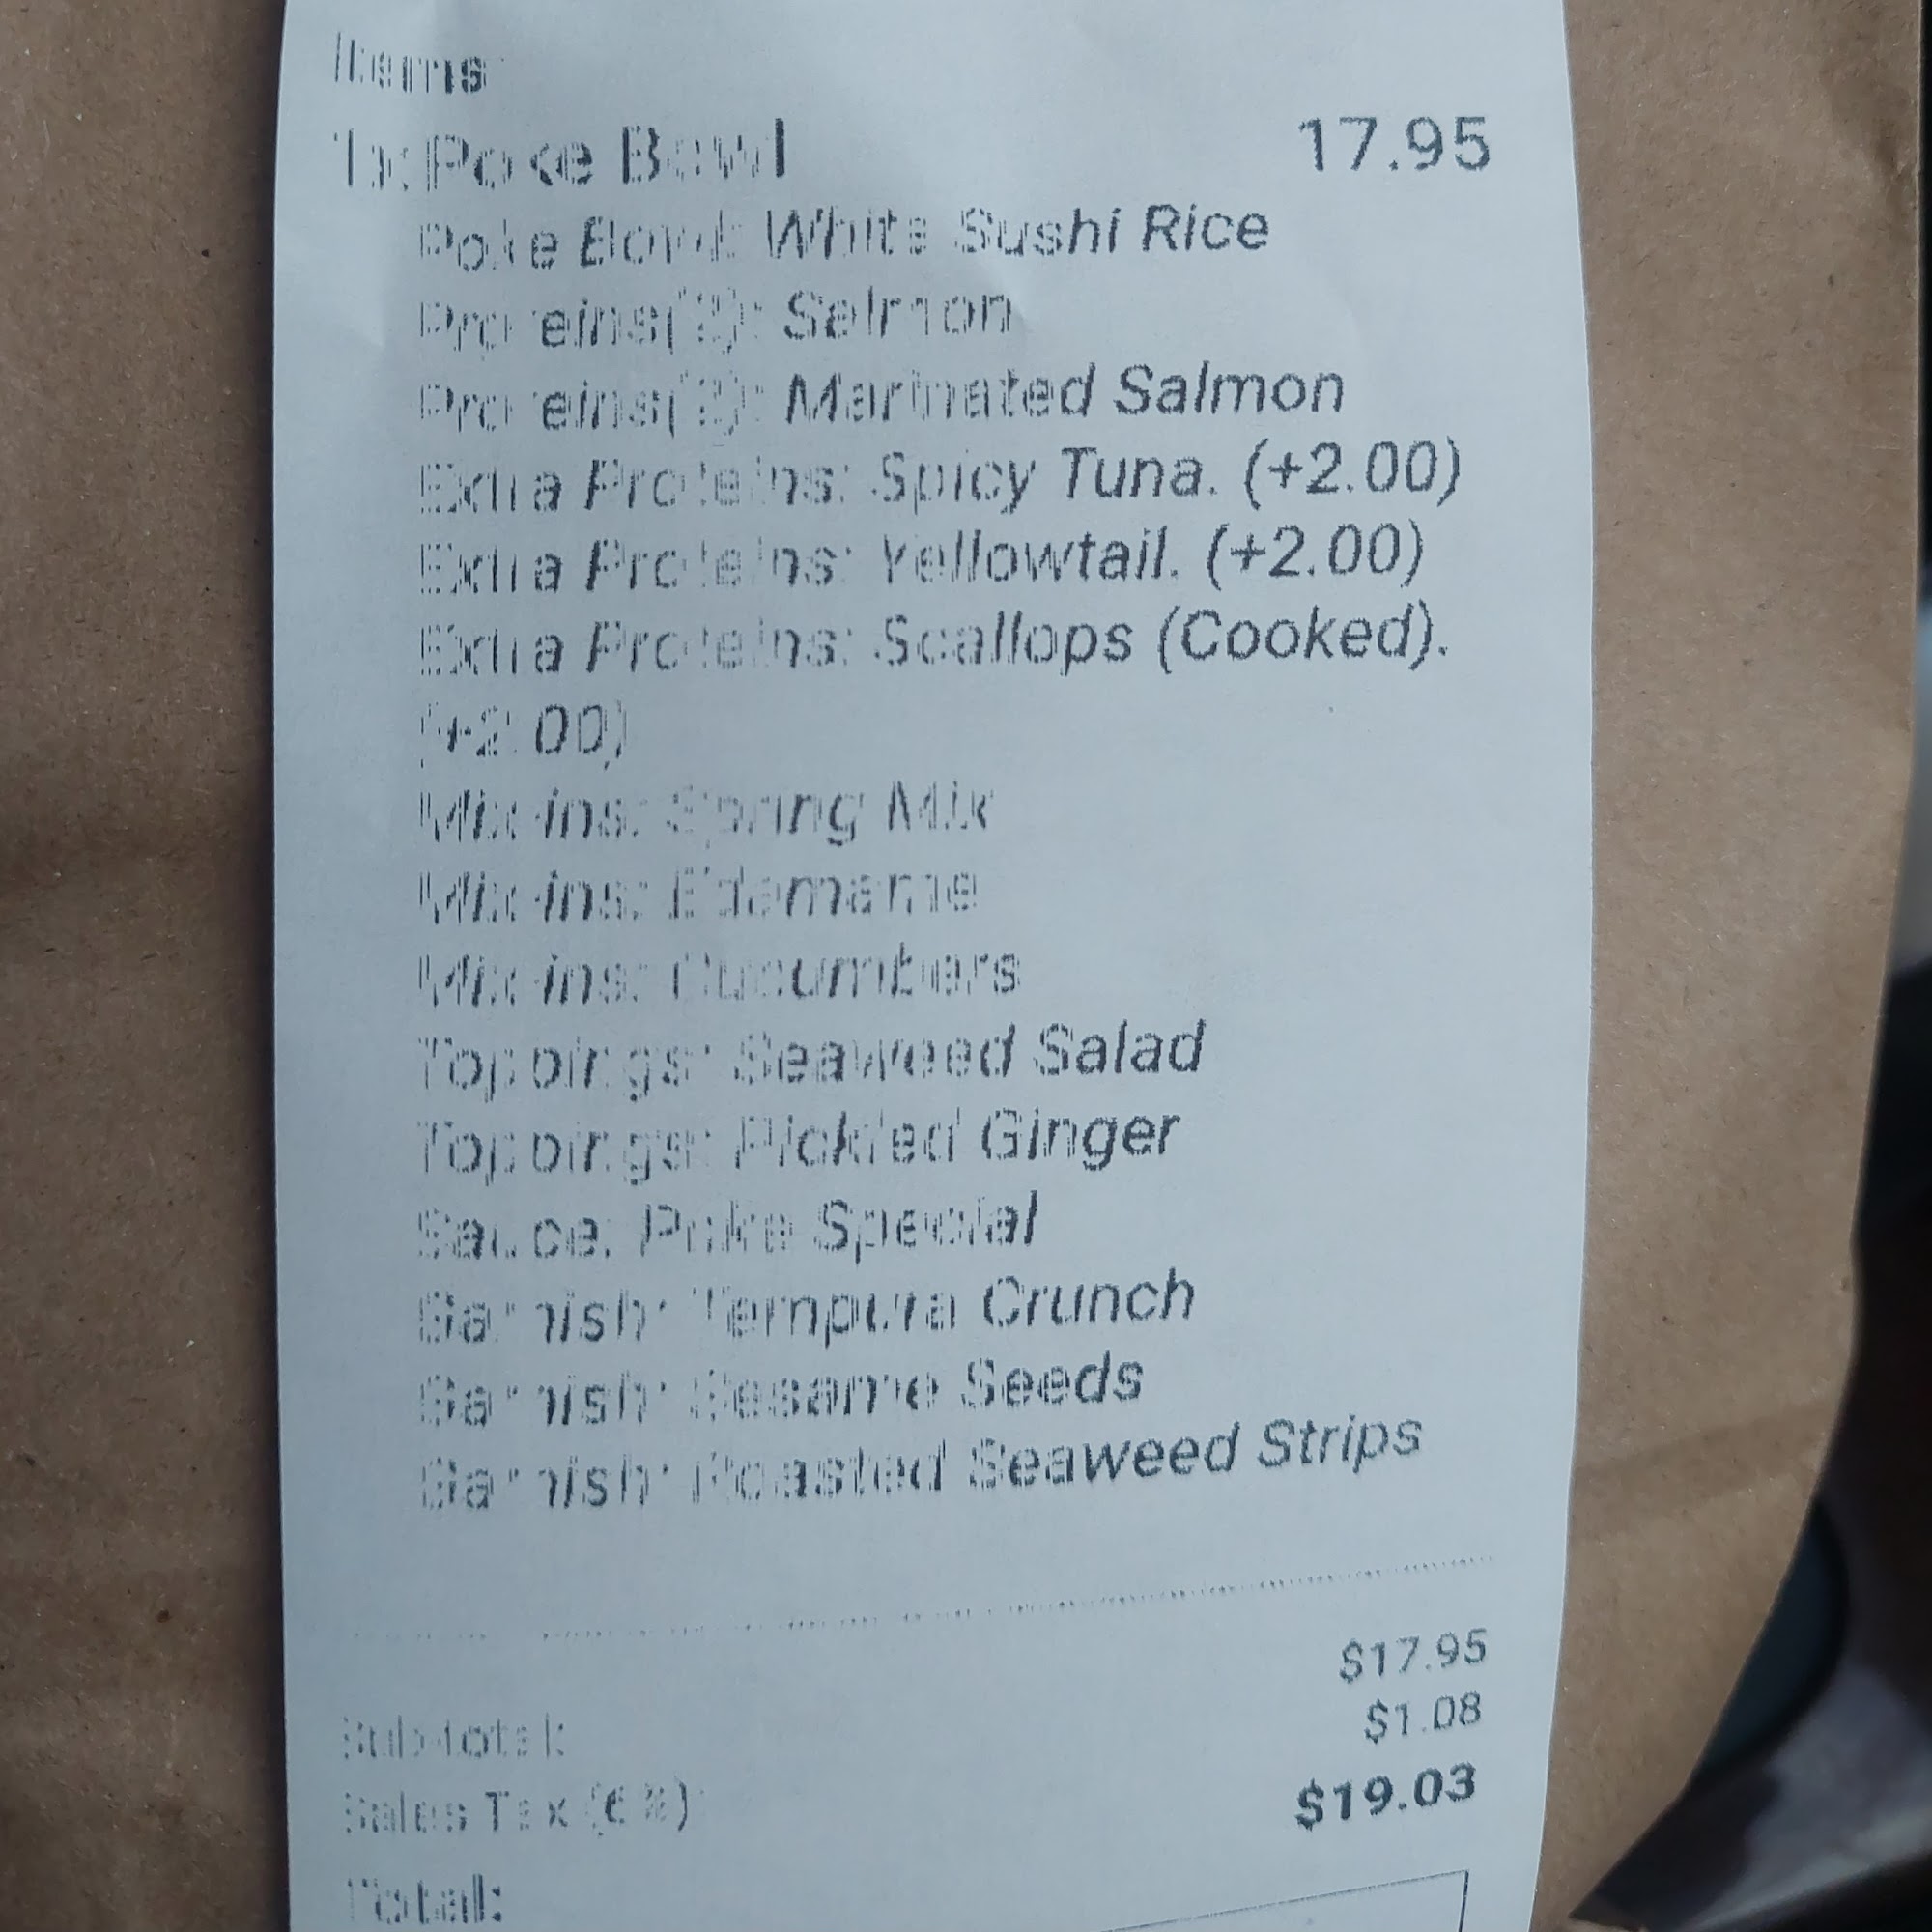 Items
1x Poke Bowl 17.95
Poke Bowl: White Sushi Rice
Proteins(2): Salmon
Proteins(2): Marinated Salmon
Extra Proteins: Spicy Tuna. (+2.00)
Extra Proteins: Yellowtail. (+2.00)
Extra Proteins: Scallops (Cooked).
(+2.00)
Mix-ins: Spring Mix
Mix-ins: Edamame
Mix-ins: Cucumbers
Toppings: Seaweed Salad
Toppings: Pickled Ginger
Sauce: Poke Special
Garnish: Tempura Crunch
Garnish: Sesame Seeds
Garnish: Roasted Seaweed Strips
Sub-total: $17.95
Sales Tax (6%) $1.08
Total: $19.03